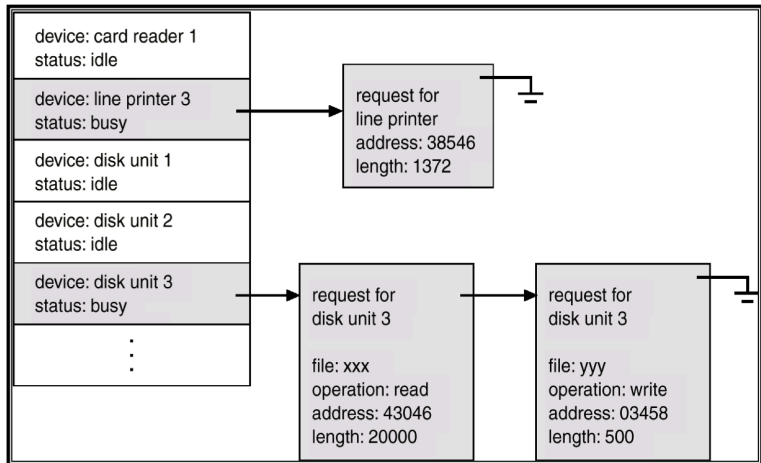 device: card reader 1
status: idle
device: line printer 3
status: busy
device: disk unit 1
status: idle
device: disk unit 2
status: idle
device: disk unit 3
status: busy
request for
line printer
address: 38546
length: 1372
request for
disk unit 3
file: xxx
operation: read
address: 43046
length: 20000
request for
disk unit 3
file: yyy
operation: write
address: 03458
length: 500